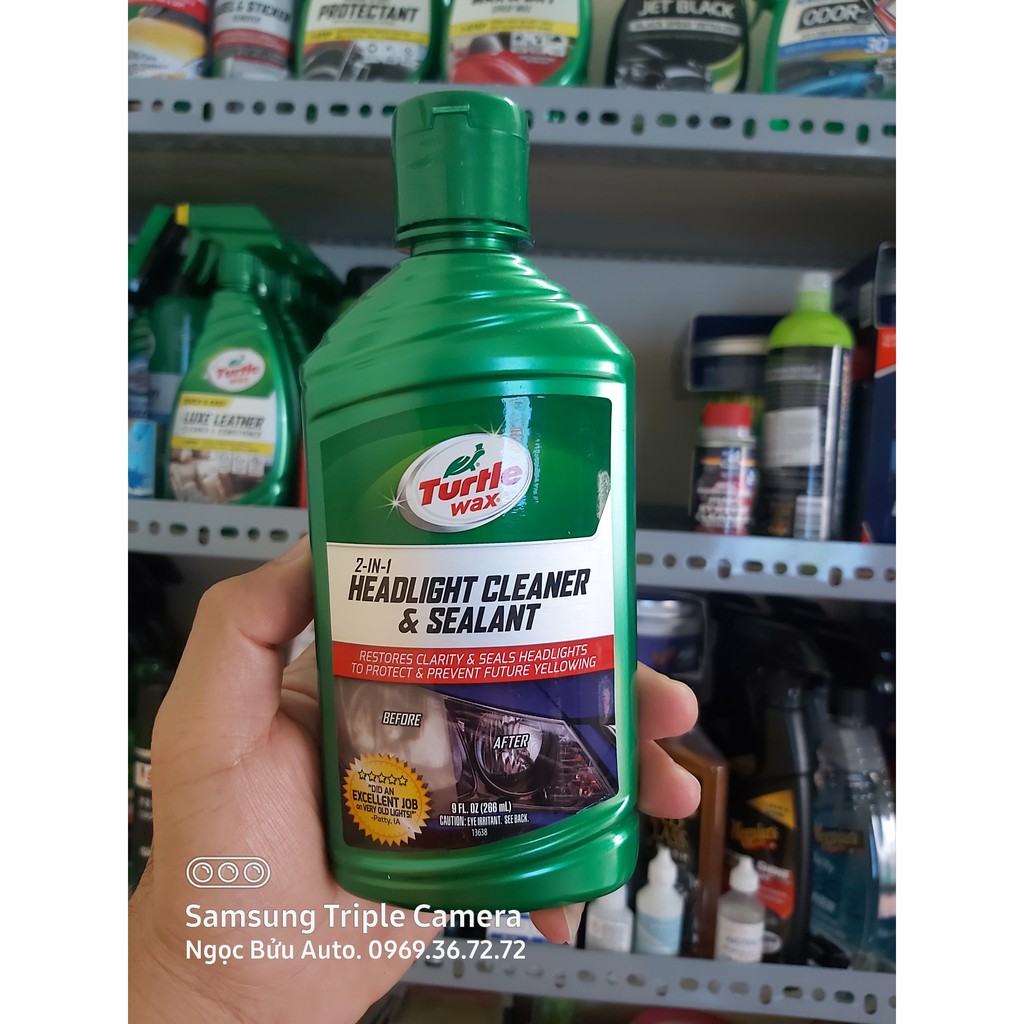 PROTECTANT
JET BLACK
ODOR
Turtle
WAX
LUXE LEATHER
CLEANER & CONDITIONER
Turtle
WAX
2-IN-1
HEADLIGHT CLEANER
& SEALANT
RESTORES CLARITY & SEALS HEADLIGHTS
TO PROTECT & PREVENT FUTURE YELLOWING
BEFORE
AFTER
"DID AN
EXCELLENT JOB
on VERY OLD LIGHTS!"
-Patty, IA
9 FL. OZ (266 mL)
CAUTION: EYE IRRITANT. SEE BACK.
13638
Samsung Triple Camera
Ngọc Bửu Auto. 0969.36.72.72